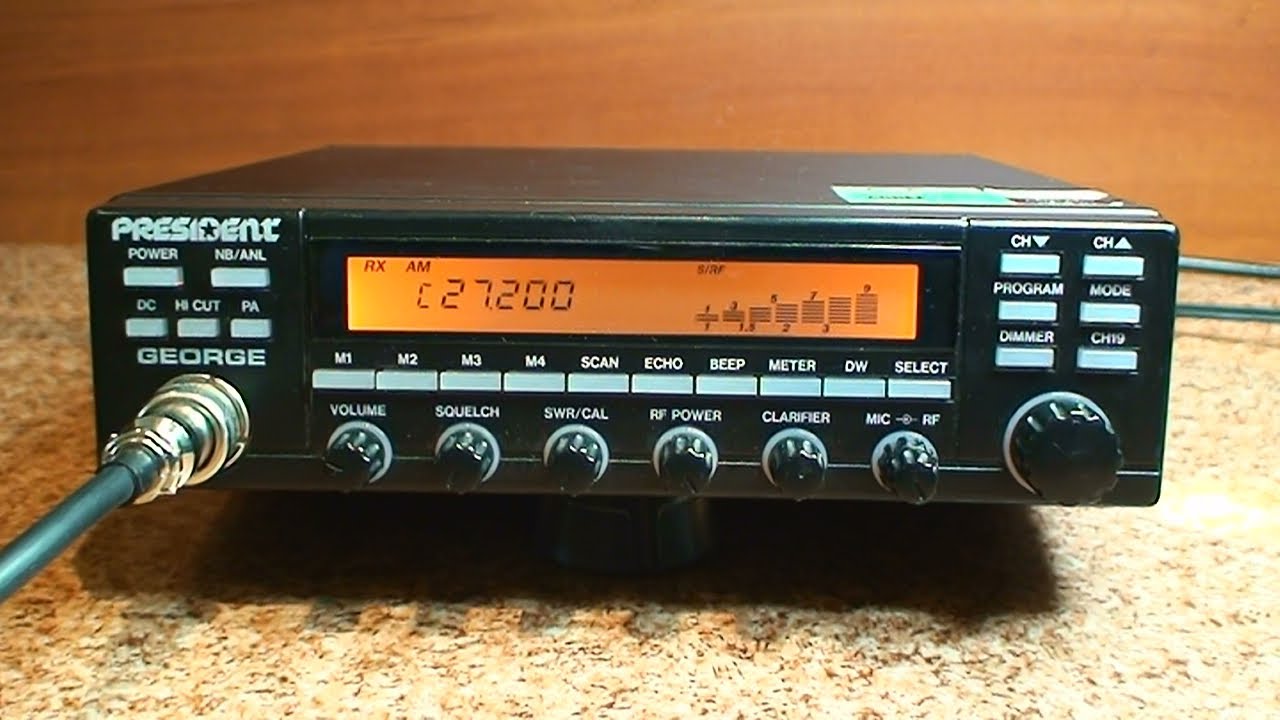 PRESIDENT
POWER NB/ANL
DC HI CUT PA
GEORGE
RX AM S/RF
27.200
1 3 5 7 9
1 1.5 2 3
M1 M2 M3 M4 SCAN ECHO BEEP METER DW SELECT
VOLUME SQUELCH SWR/CAL RF POWER CLARIFIER MIC RF
CH CH
PROGRAM MODE
DIMMER CH19